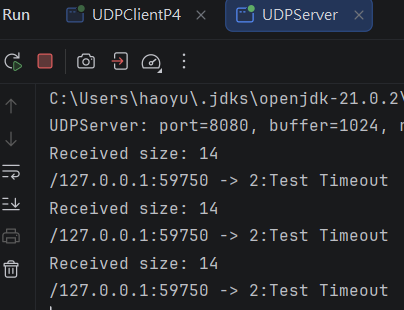 Run
UDPClientP4
UDPServer
C:\Users\haoyu\.jdks\openjdk-21.0.2\
UDPServer: port=8080, buffer=1024,
Received size: 14
/127.0.0.1:59750 -> 2:Test Timeout
Received size: 14
/127.0.0.1:59750 -> 2:Test Timeout
Received size: 14
/127.0.0.1:59750 -> 2:Test Timeout